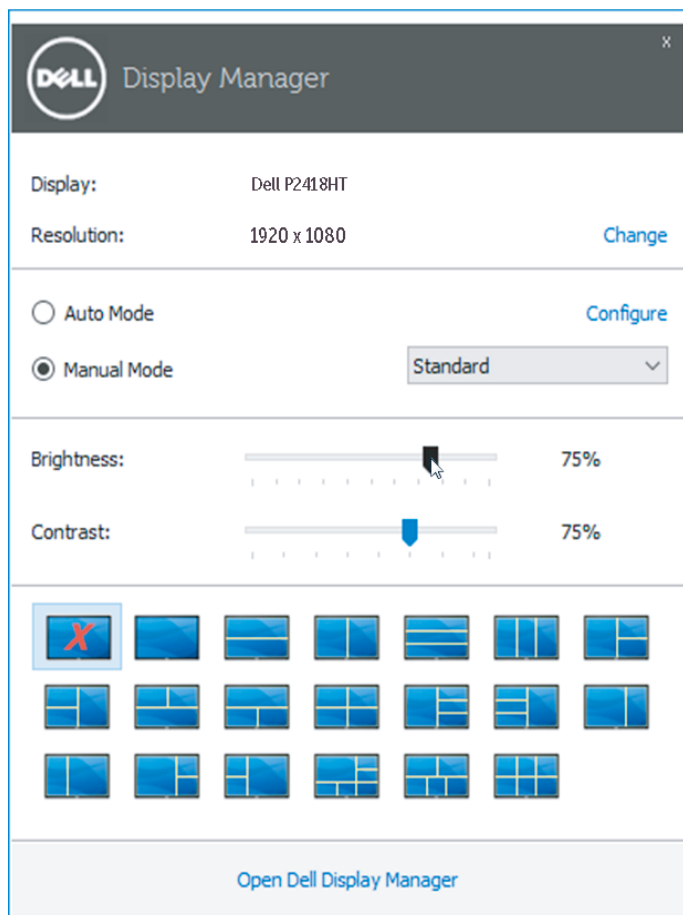 x
DELL Display Manager
Display: Dell P2418HT
Resolution: 1920 x 1080 Change
Auto Mode Configure
Manual Mode Standard
Brightness: 75%
Contrast: 75%
X
Open Dell Display Manager